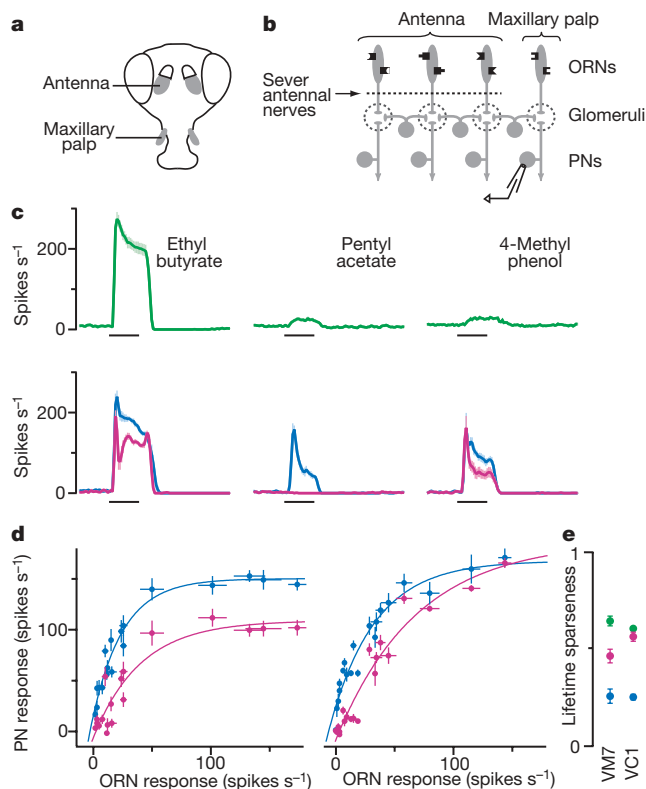 a
Antenna
Maxillary palp
b
Antenna
Maxillary palp
ORNs
Sever
antennal
nerves
Glomeruli
PNs
c
Spikes s⁻¹
200
0
Ethyl
butyrate
Pentyl
acetate
4-Methyl
phenol
Spikes s⁻¹
200
0
d
PN response (spikes s⁻¹)
100
0
0
100
ORN response (spikes s⁻¹)
0
100
ORN response (spikes s⁻¹)
e
Lifetime sparseness
1
0
VM7
VC1